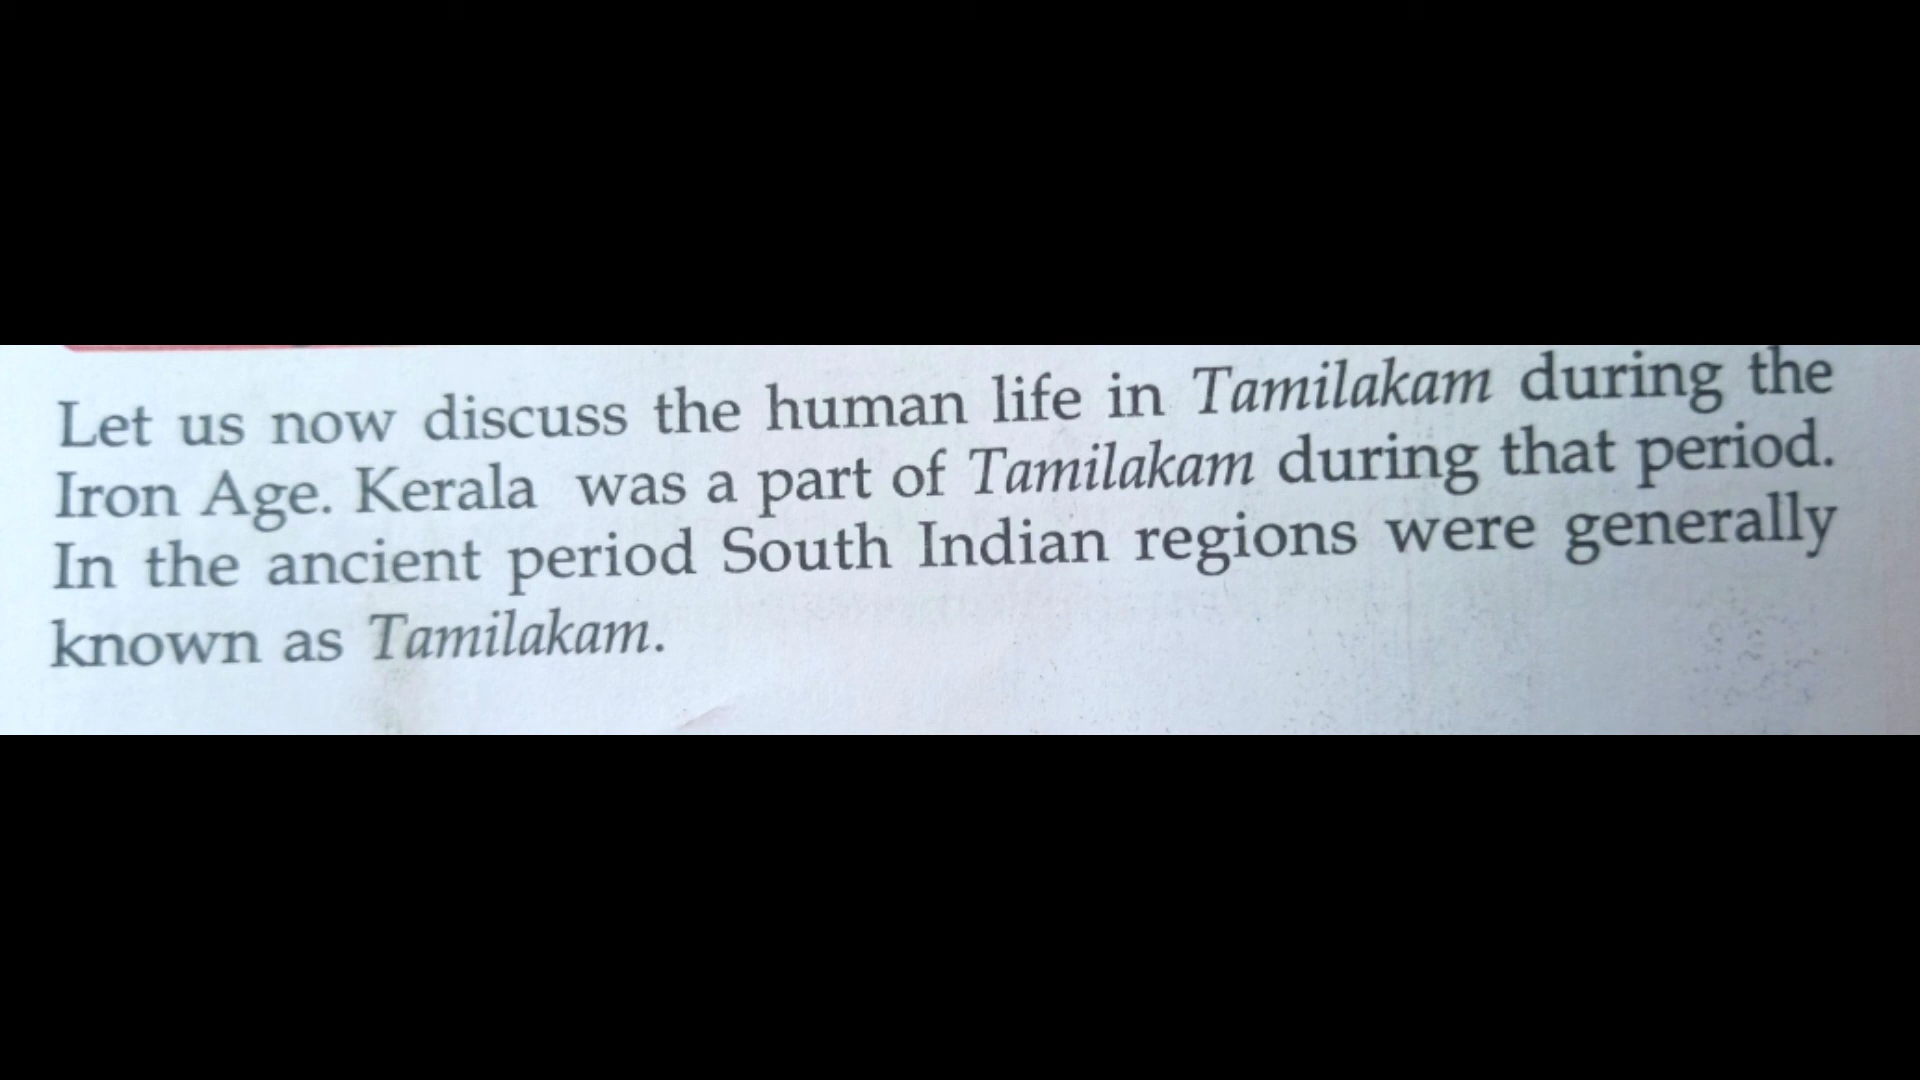 Let us now discuss the human life in Tamilakam during the
Iron Age. Kerala was a part of Tamilakam during that period.
In the ancient period South Indian regions were generally
known as Tamilakam.